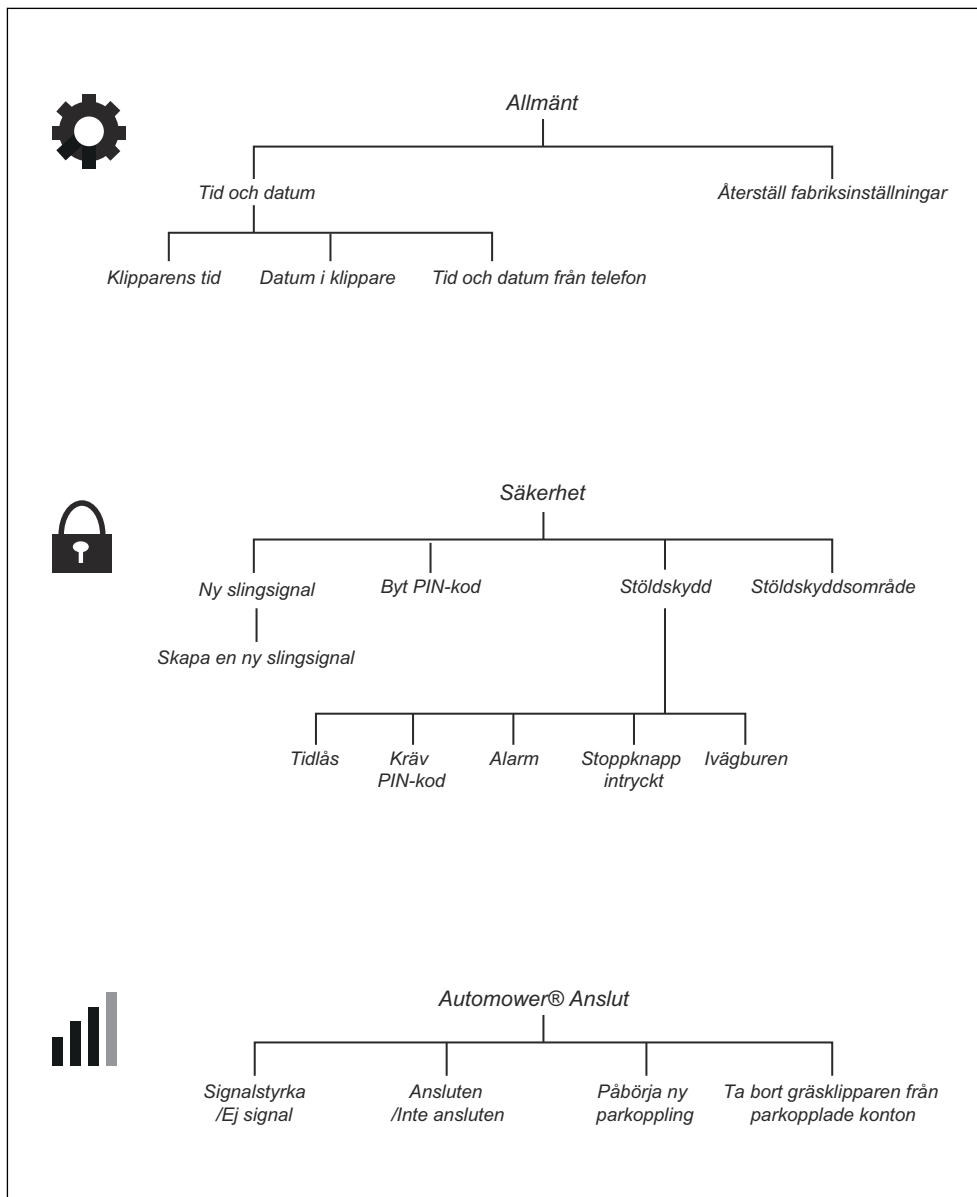 Allmänt
Tid och datum
Återställ fabriksinställningar
Klipparens tid
Datum i klippare
Tid och datum från telefon
Säkerhet
Ny slingsignal
Byt PIN-kod
Stöldskydd
Stöldskyddsområde
Skapa en ny slingsignal
Tidlås
Kräv
PIN-kod
Alarm
Stoppknapp
intryckt
Ivägburen
Automower® Anslut
Signalstyrka
/Ej signal
Ansluten
/Inte ansluten
Påbörja ny
parkoppling
Ta bort gräsklipparen från
parkopplade konton